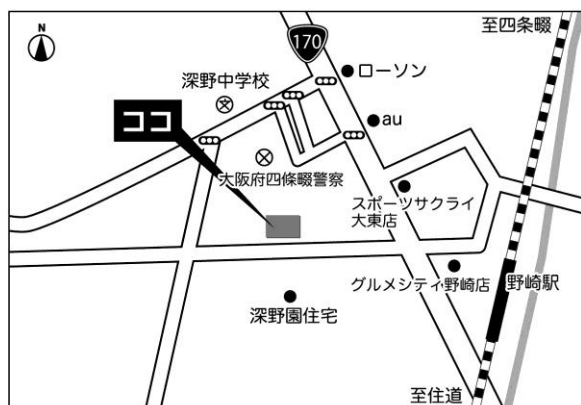 至四条畷
N
170
ローソン
深野中学校
文
ココ
au
大阪府四條畷警察
スポーツサクライ
大東店
グルメシティ野崎店
野崎駅
深野園住宅
至住道